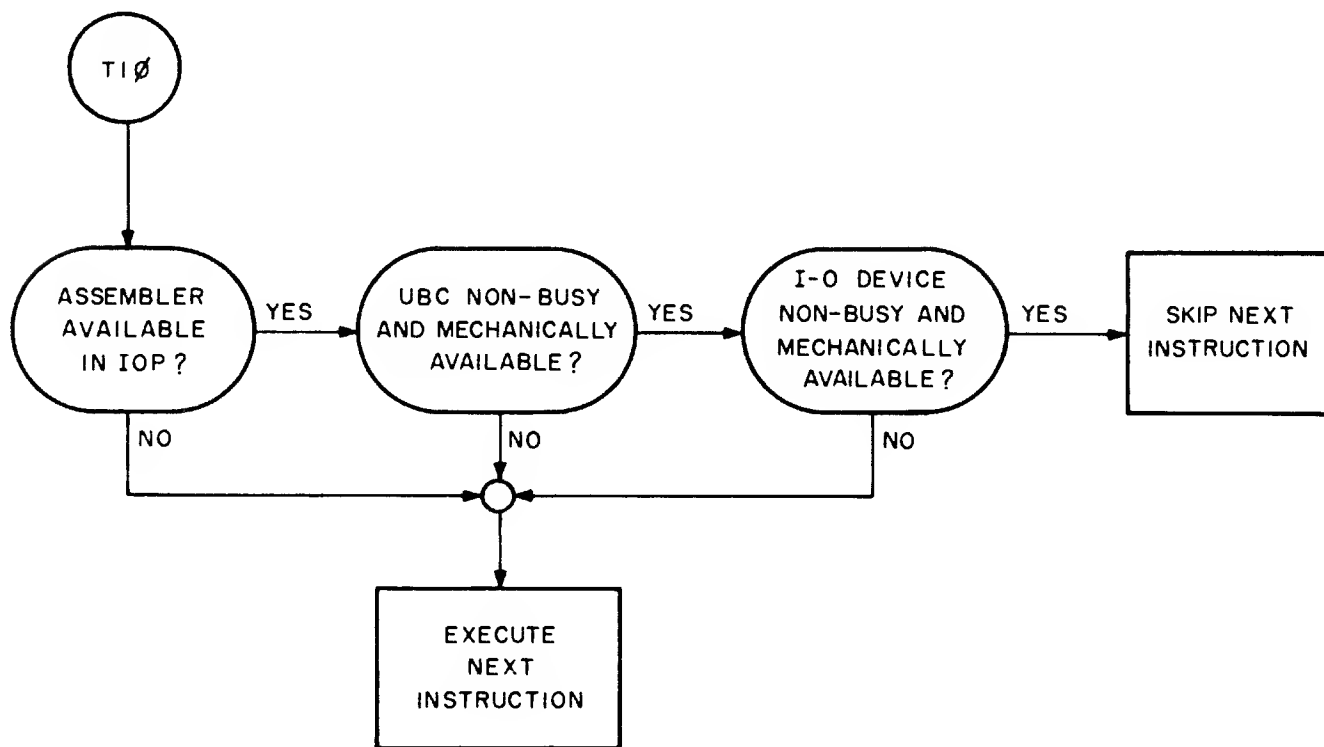 TIØ
ASSEMBLER
AVAILABLE
IN IOP?
YES
UBC NON-BUSY
AND MECHANICALLY
AVAILABLE?
YES
I-O DEVICE
NON-BUSY AND
MECHANICALLY
AVAILABLE?
YES
SKIP NEXT
INSTRUCTION
NO
NO
NO
EXECUTE
NEXT
INSTRUCTION